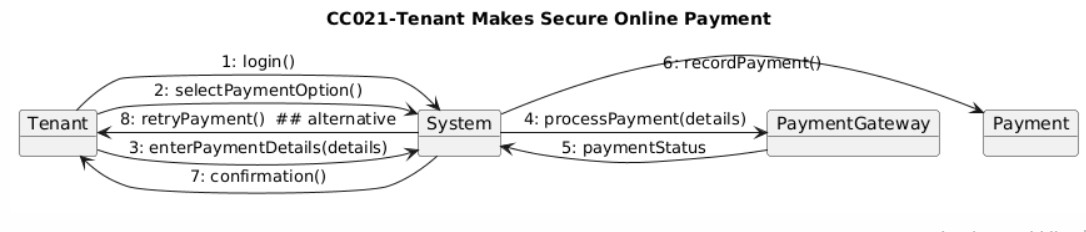 CC021-Tenant Makes Secure Online Payment
1: login()
6: recordPayment()
2: selectPaymentOption()
Tenant
8: retryPayment()  ## alternative
System
4: processPayment(details)
PaymentGateway
Payment
3: enterPaymentDetails(details)
5: paymentStatus
7: confirmation()